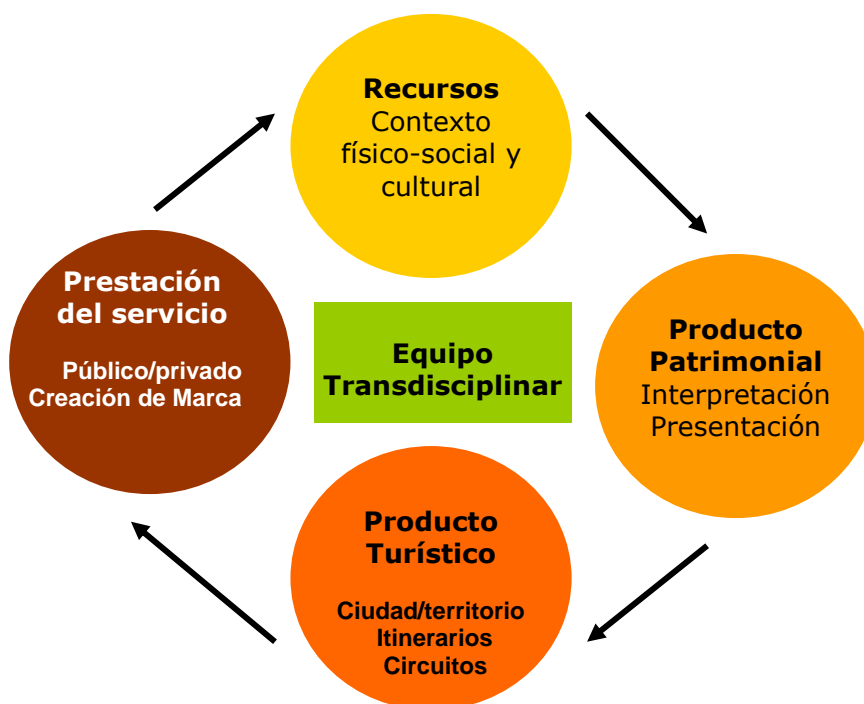 Recursos
Contexto
físico-social y
cultural
Prestación
del servicio
Público/privado
Creación de Marca
Equipo
Transdisciplinar
Producto
Patrimonial
Interpretación
Presentación
Producto
Turístico
Ciudad/territorio
Itinerarios
Circuitos